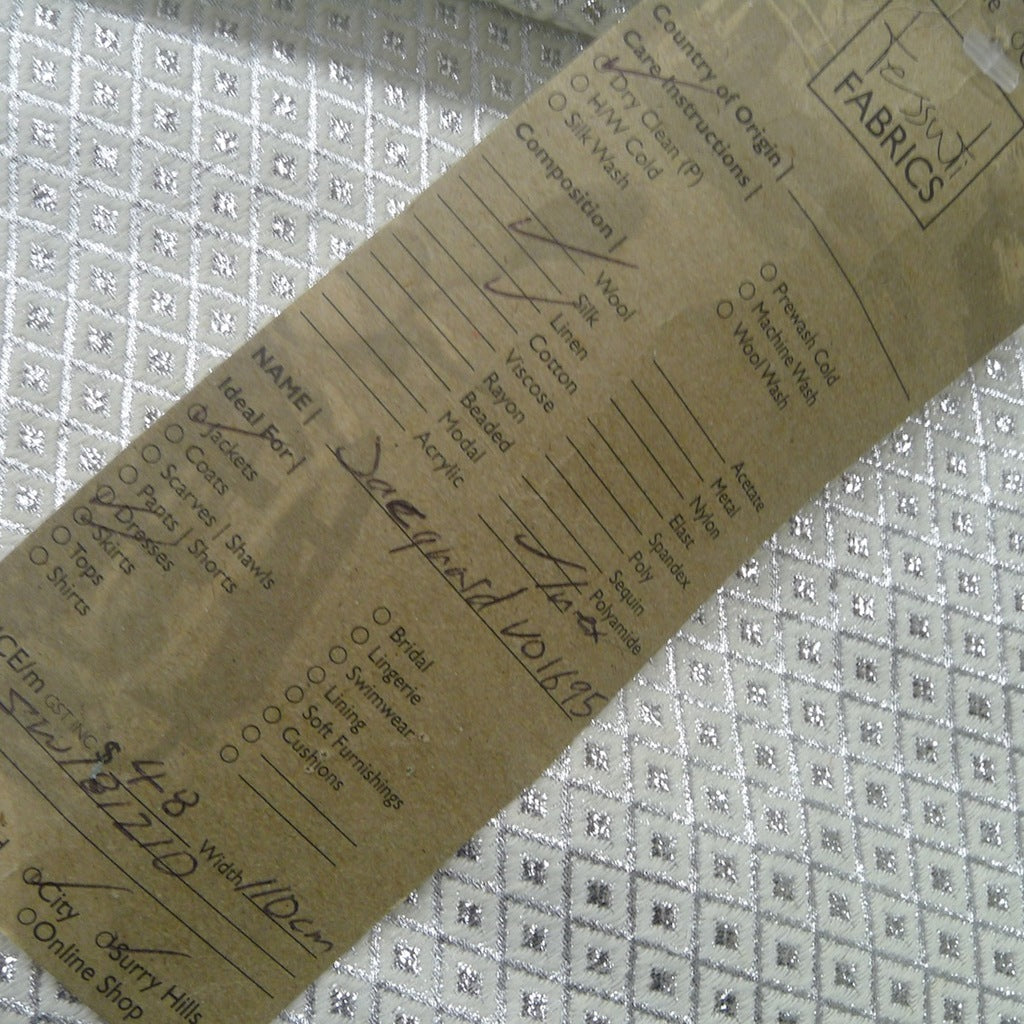 tessuti
FABRICS
Country of Origin |
Care Instructions |
Dry Clean (P)
H/W Cold
Silk Wash
Prewash Cold
Machine Wash
Wool Wash
Composition |
Wool
Silk
Linen
Cotton
Viscose
Rayon
Beaded
Modal
Acrylic
Acetate
Metal
Nylon
Elast
Spandex
Poly
Sequin
Polyamide
NAME | Jacquard VO1695
Ideal For |
Jackets
Coats
Scarves | Shawls
Pants | Shorts
Dresses
Skirts
Tops
Shirts
Bridal
Lingerie
Swimwear
Lining
Soft Furnishings
Cushions
CE/m GST INC $ 48 Width 110cm
SW181210
City
Surry Hills
Online Shop